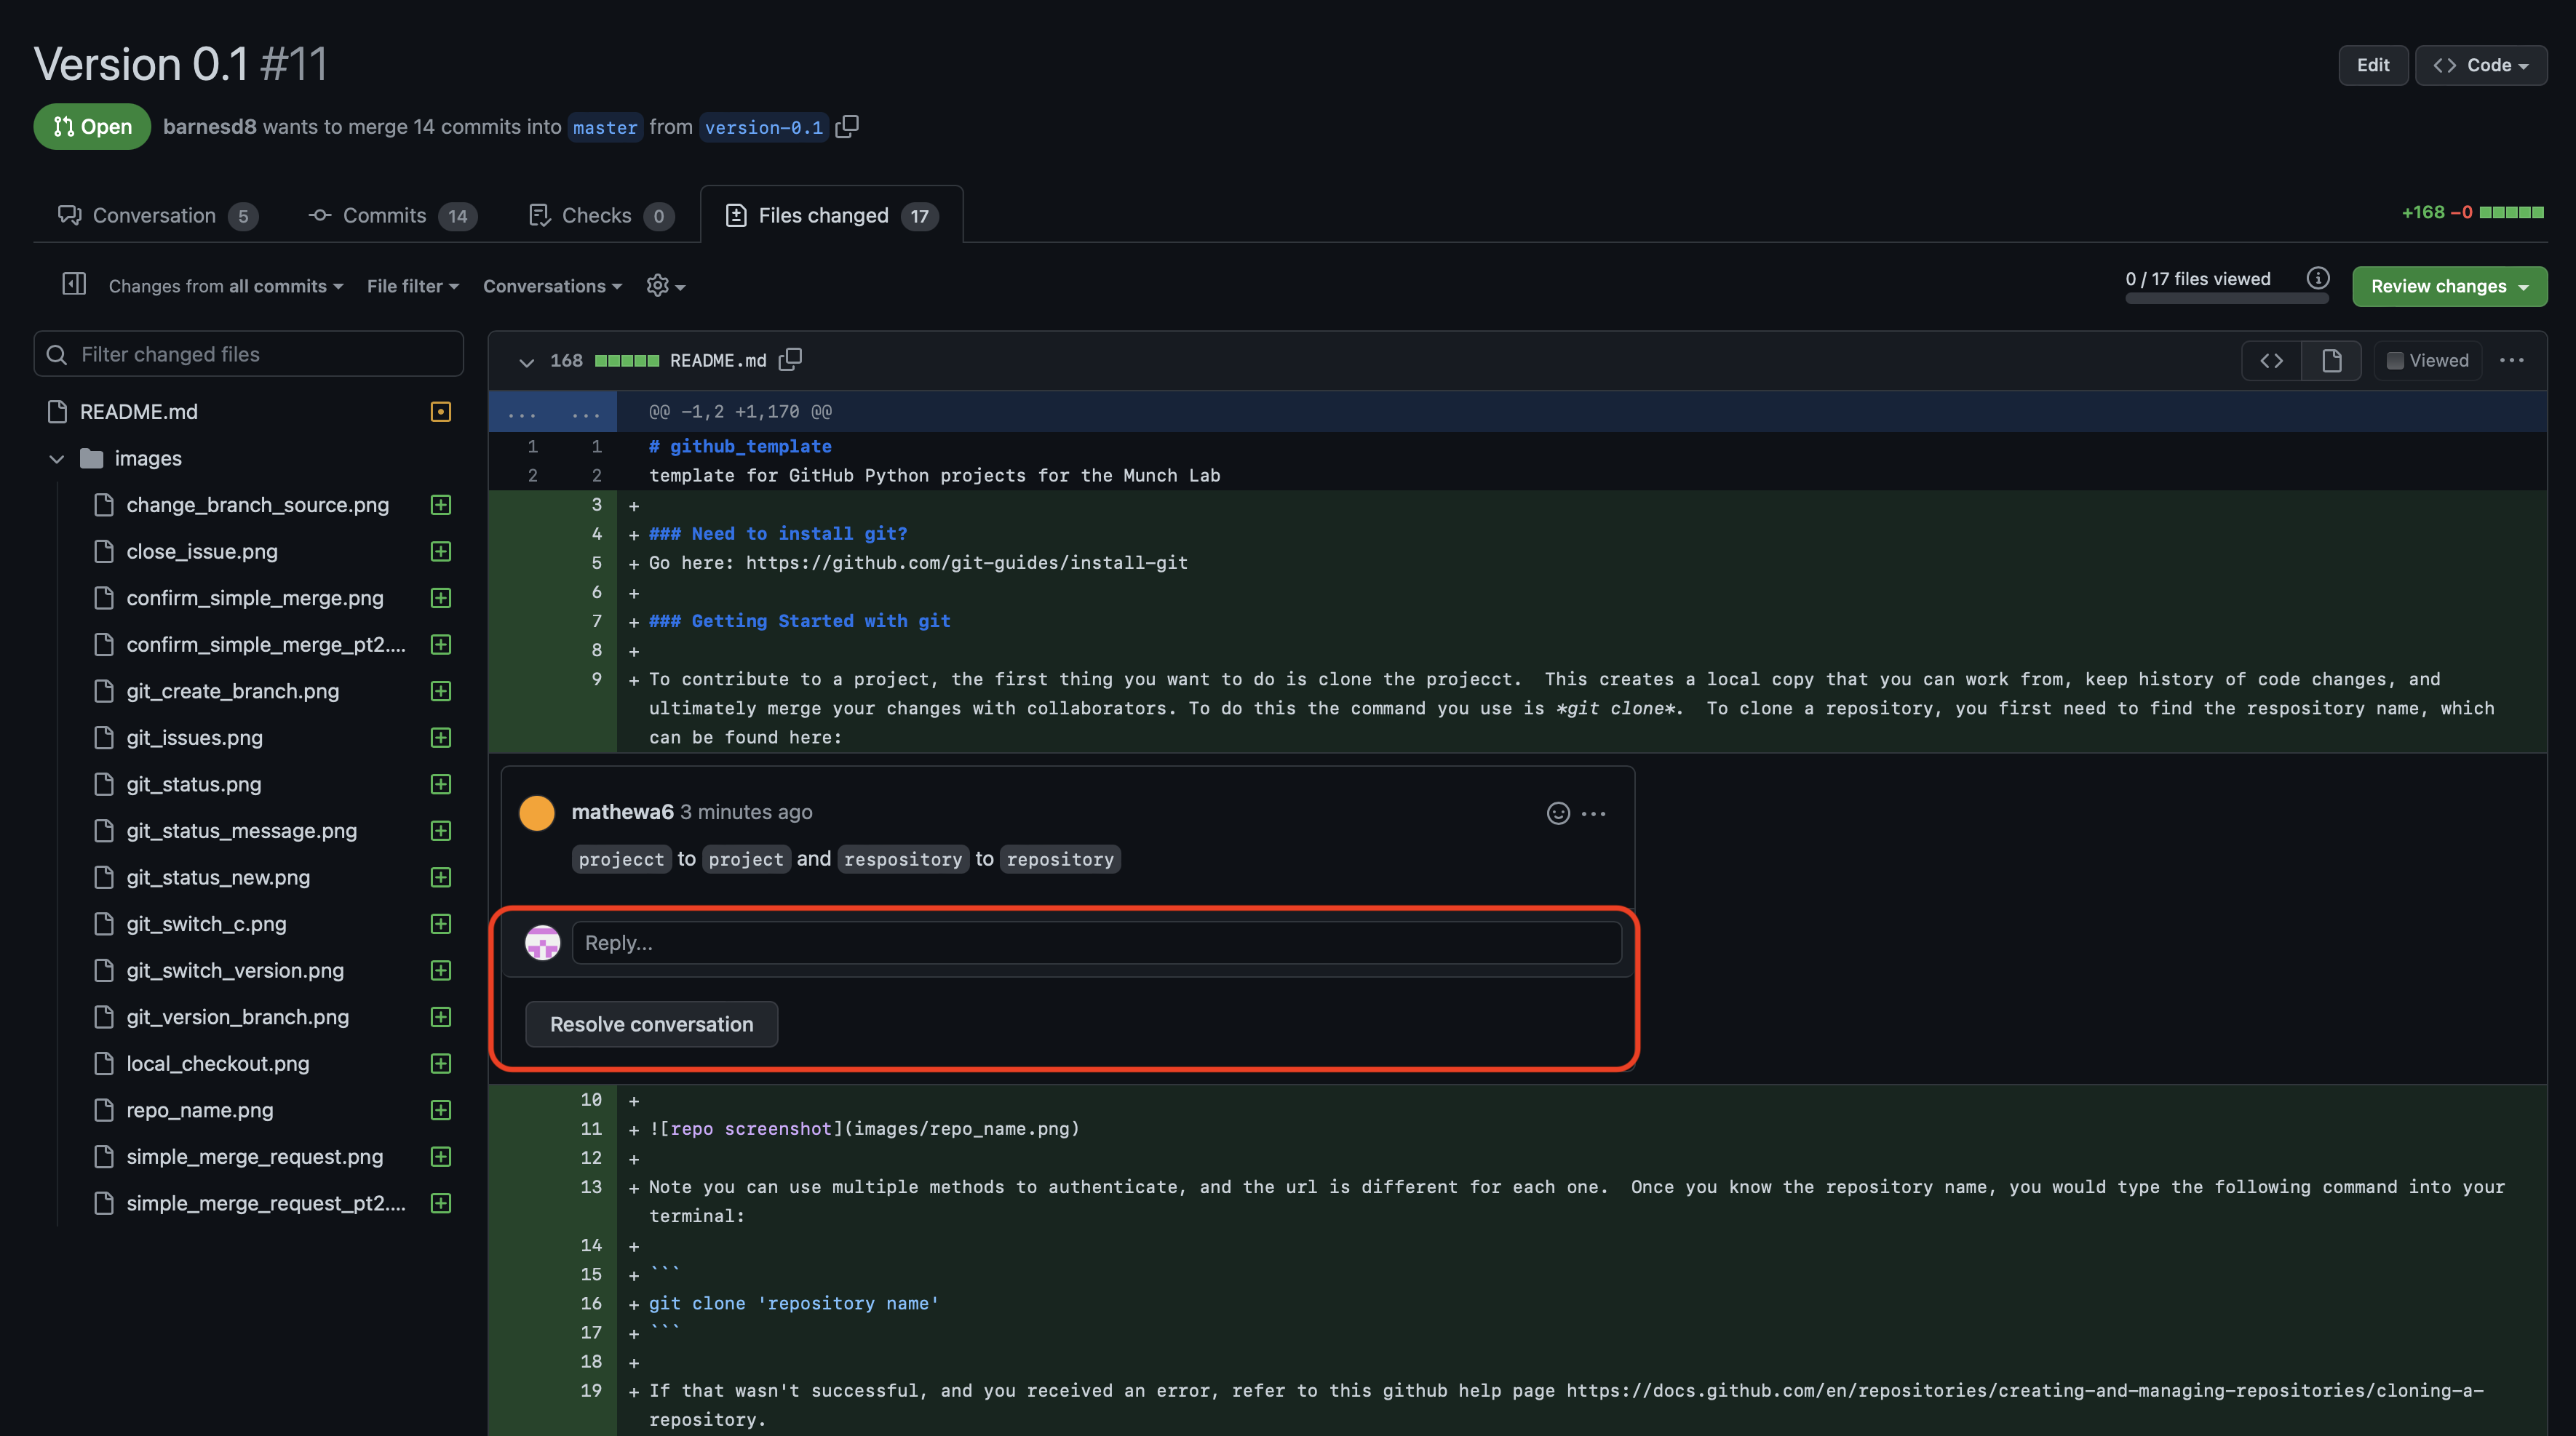 Version 0.1 #11
Edit
Code
Open
barnesd8 wants to merge 14 commits into master from version-0.1
Conversation 5
Commits 14
Checks 0
Files changed 17
+168 −0
Changes from all commits
File filter
Conversations
0 / 17 files viewed
Review changes
Filter changed files
README.md
images
change_branch_source.png
close_issue.png
confirm_simple_merge.png
confirm_simple_merge_pt2....
git_create_branch.png
git_issues.png
git_status.png
git_status_message.png
git_status_new.png
git_switch_c.png
git_switch_version.png
git_version_branch.png
local_checkout.png
repo_name.png
simple_merge_request.png
simple_merge_request_pt2....
168 README.md
Viewed
... ... @@ -1,2 +1,170 @@
1 1 # github_template
2 2 template for GitHub Python projects for the Munch Lab
3 +
4 + ### Need to install git?
5 + Go here: https://github.com/git-guides/install-git
6 +
7 + ### Getting Started with git
8 +
9 + To contribute to a project, the first thing you want to do is clone the projecct.  This creates a local copy that you can work from, keep history of code changes, and
ultimately merge your changes with collaborators. To do this the command you use is *git clone*.  To clone a repository, you first need to find the respository name, which
can be found here:
mathewa6 3 minutes ago
projecct to project and respository to repository
Reply...
Resolve conversation
10 +
11 + ![repo screenshot](images/repo_name.png)
12 +
13 + Note you can use multiple methods to authenticate, and the url is different for each one.  Once you know the repository name, you would type the following command into your
terminal:
14 +
15 + ```
16 + git clone 'repository name'
17 + ```
18 +
19 + If that wasn't successful, and you received an error, refer to this github help page https://docs.github.com/en/repositories/creating-and-managing-repositories/cloning-a-
repository.